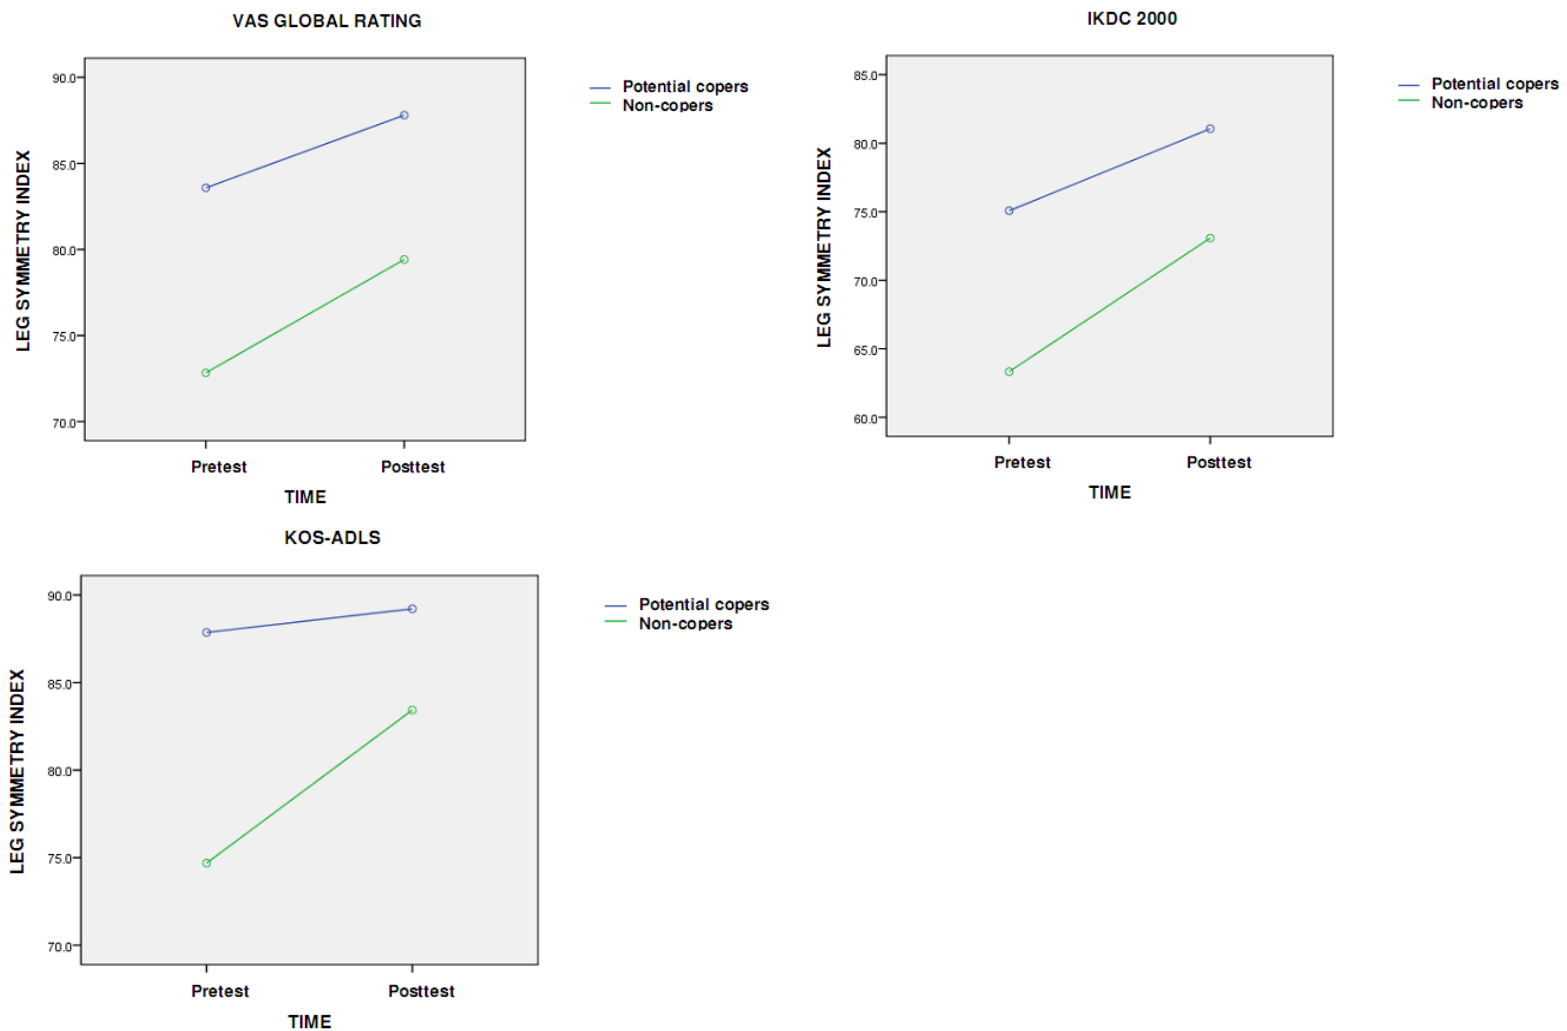 VAS GLOBAL RATING
LEG SYMMETRY INDEX
90.0
85.0
80.0
75.0
70.0
Pretest Posttest
TIME
Potential copers
Non-copers
IKDC 2000
LEG SYMMETRY INDEX
85.0
80.0
75.0
70.0
65.0
60.0
Pretest Posttest
TIME
Potential copers
Non-copers
KOS-ADLS
LEG SYMMETRY INDEX
90.0
85.0
80.0
75.0
70.0
Pretest Posttest
TIME
Potential copers
Non-copers